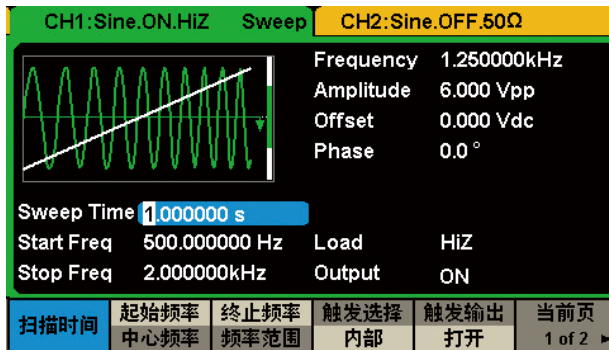 CH1:Sine.ON.HiZ Sweep CH2:Sine.OFF.50Ω
Frequency 1.250000kHz
Amplitude 6.000 Vpp
Offset 0.000 Vdc
Phase 0.0 °
Sweep Time 1.000000 s
Start Freq 500.000000 Hz Load HiZ
Stop Freq 2.000000kHz Output ON
扫描时间 起始频率 终止频率 触发选择 触发输出 当前页
中心频率 频率范围 内部 打开 1 of 2